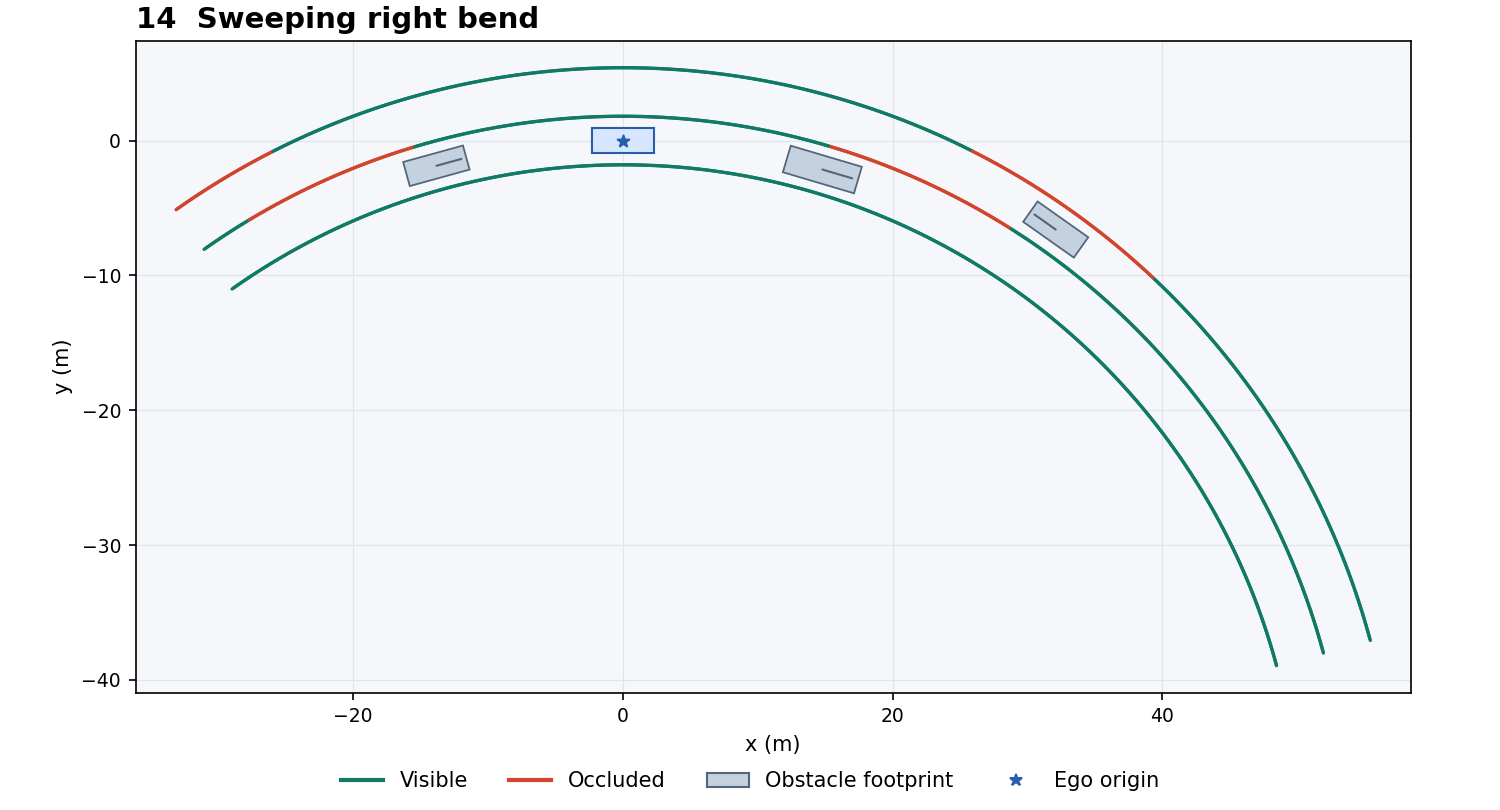 14  Sweeping right bend
0
−10
−20
−30
−40
y (m)
−20
0
20
40
x (m)
Visible
Occluded
Obstacle footprint
Ego origin